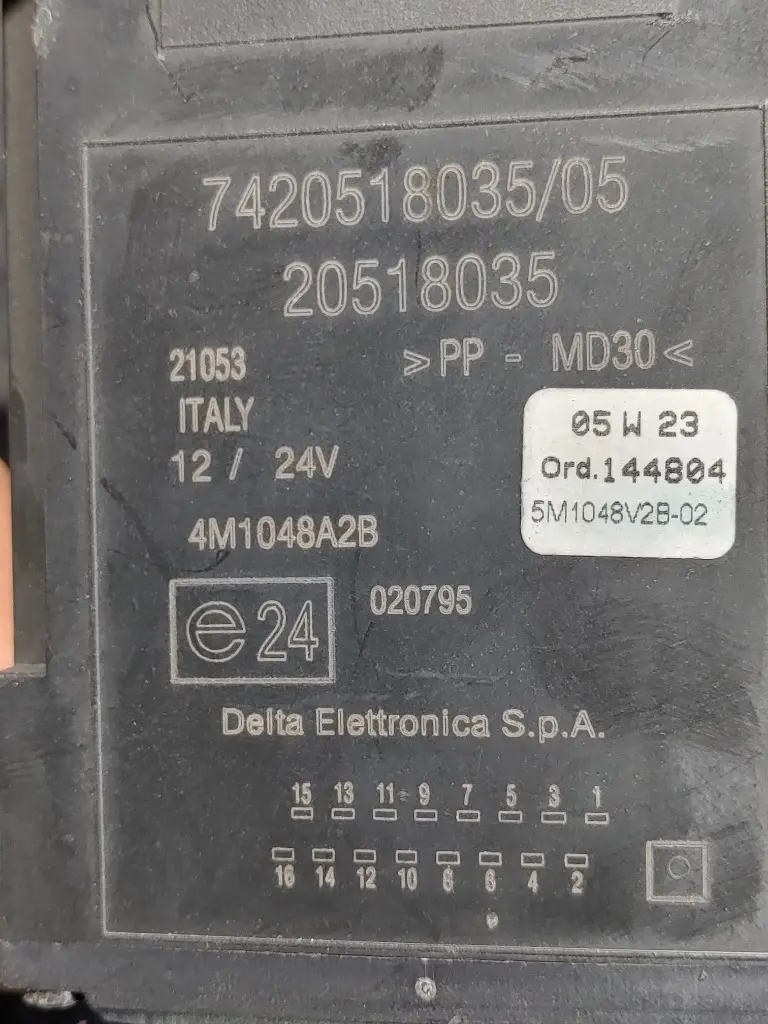 7420518035/05
20518035
21053
>PP - MD30<
ITALY
12 / 24V
05 W 23
Ord.144804
5M1048V2B-02
4M1048A2B
e24
020795
Delta Elettronica S.p.A.
15 13 11 9 7 5 3 1
16 14 12 10 8 6 4 2